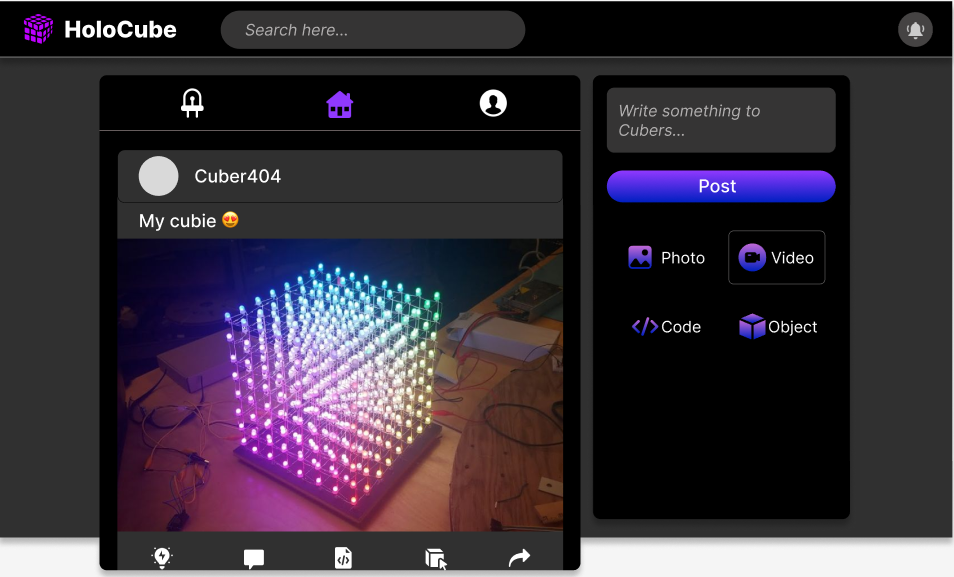 HoloCube
Search here...
Write something to
Cubers...
Cuber404
Post
My cubie 😍
Photo
Video
Code
Object